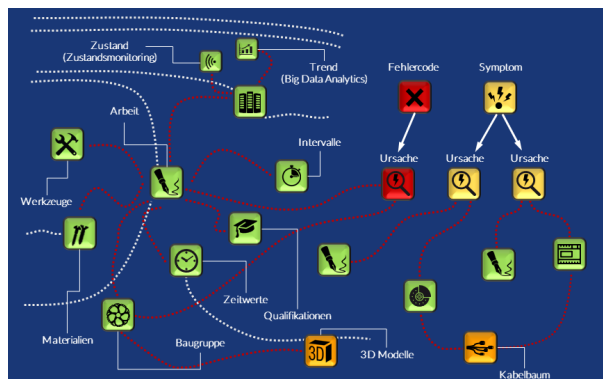 Zustand
(Zustandsmonitoring)
Trend
(Big Data Analytics)
Fehlercode
Symptom
Arbeit
Intervalle
Ursache
Ursache
Ursache
Werkzeuge
Zeitwerte
Qualifikationen
Materialien
Baugruppe
3D
3D Modelle
Kabelbaum